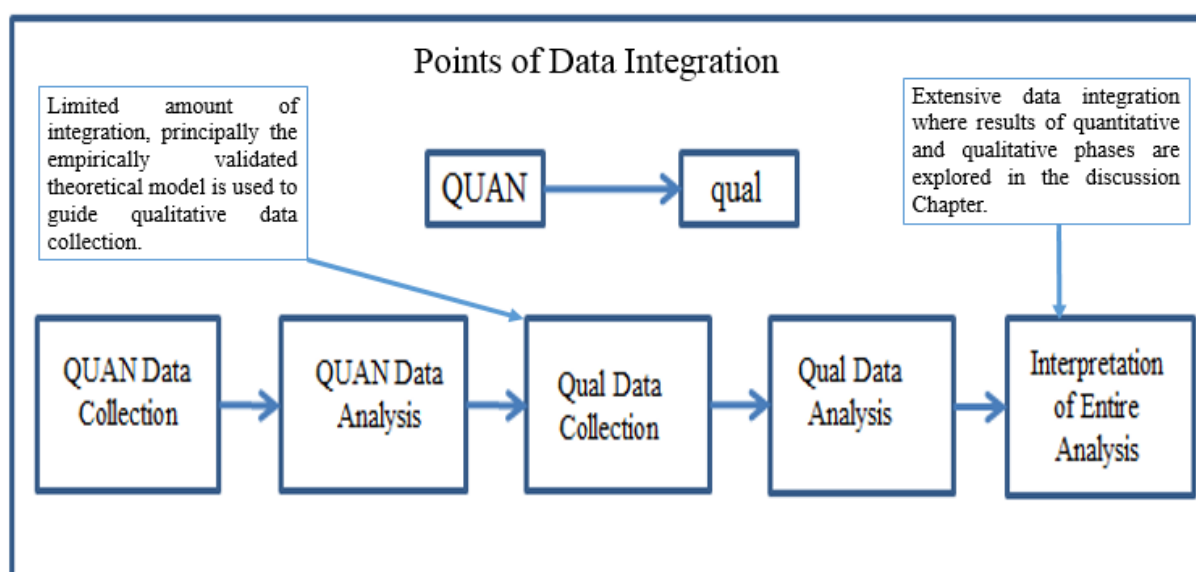 Points of Data Integration
Limited amount of
integration, principally the
empirically validated
theoretical model is used to
guide qualitative data
collection.
Extensive data integration
where results of quantitative
and qualitative phases are
explored in the discussion
Chapter.
QUAN
qual
QUAN Data
Collection
QUAN Data
Analysis
Qual Data
Collection
Qual Data
Analysis
Interpretation
of Entire
Analysis